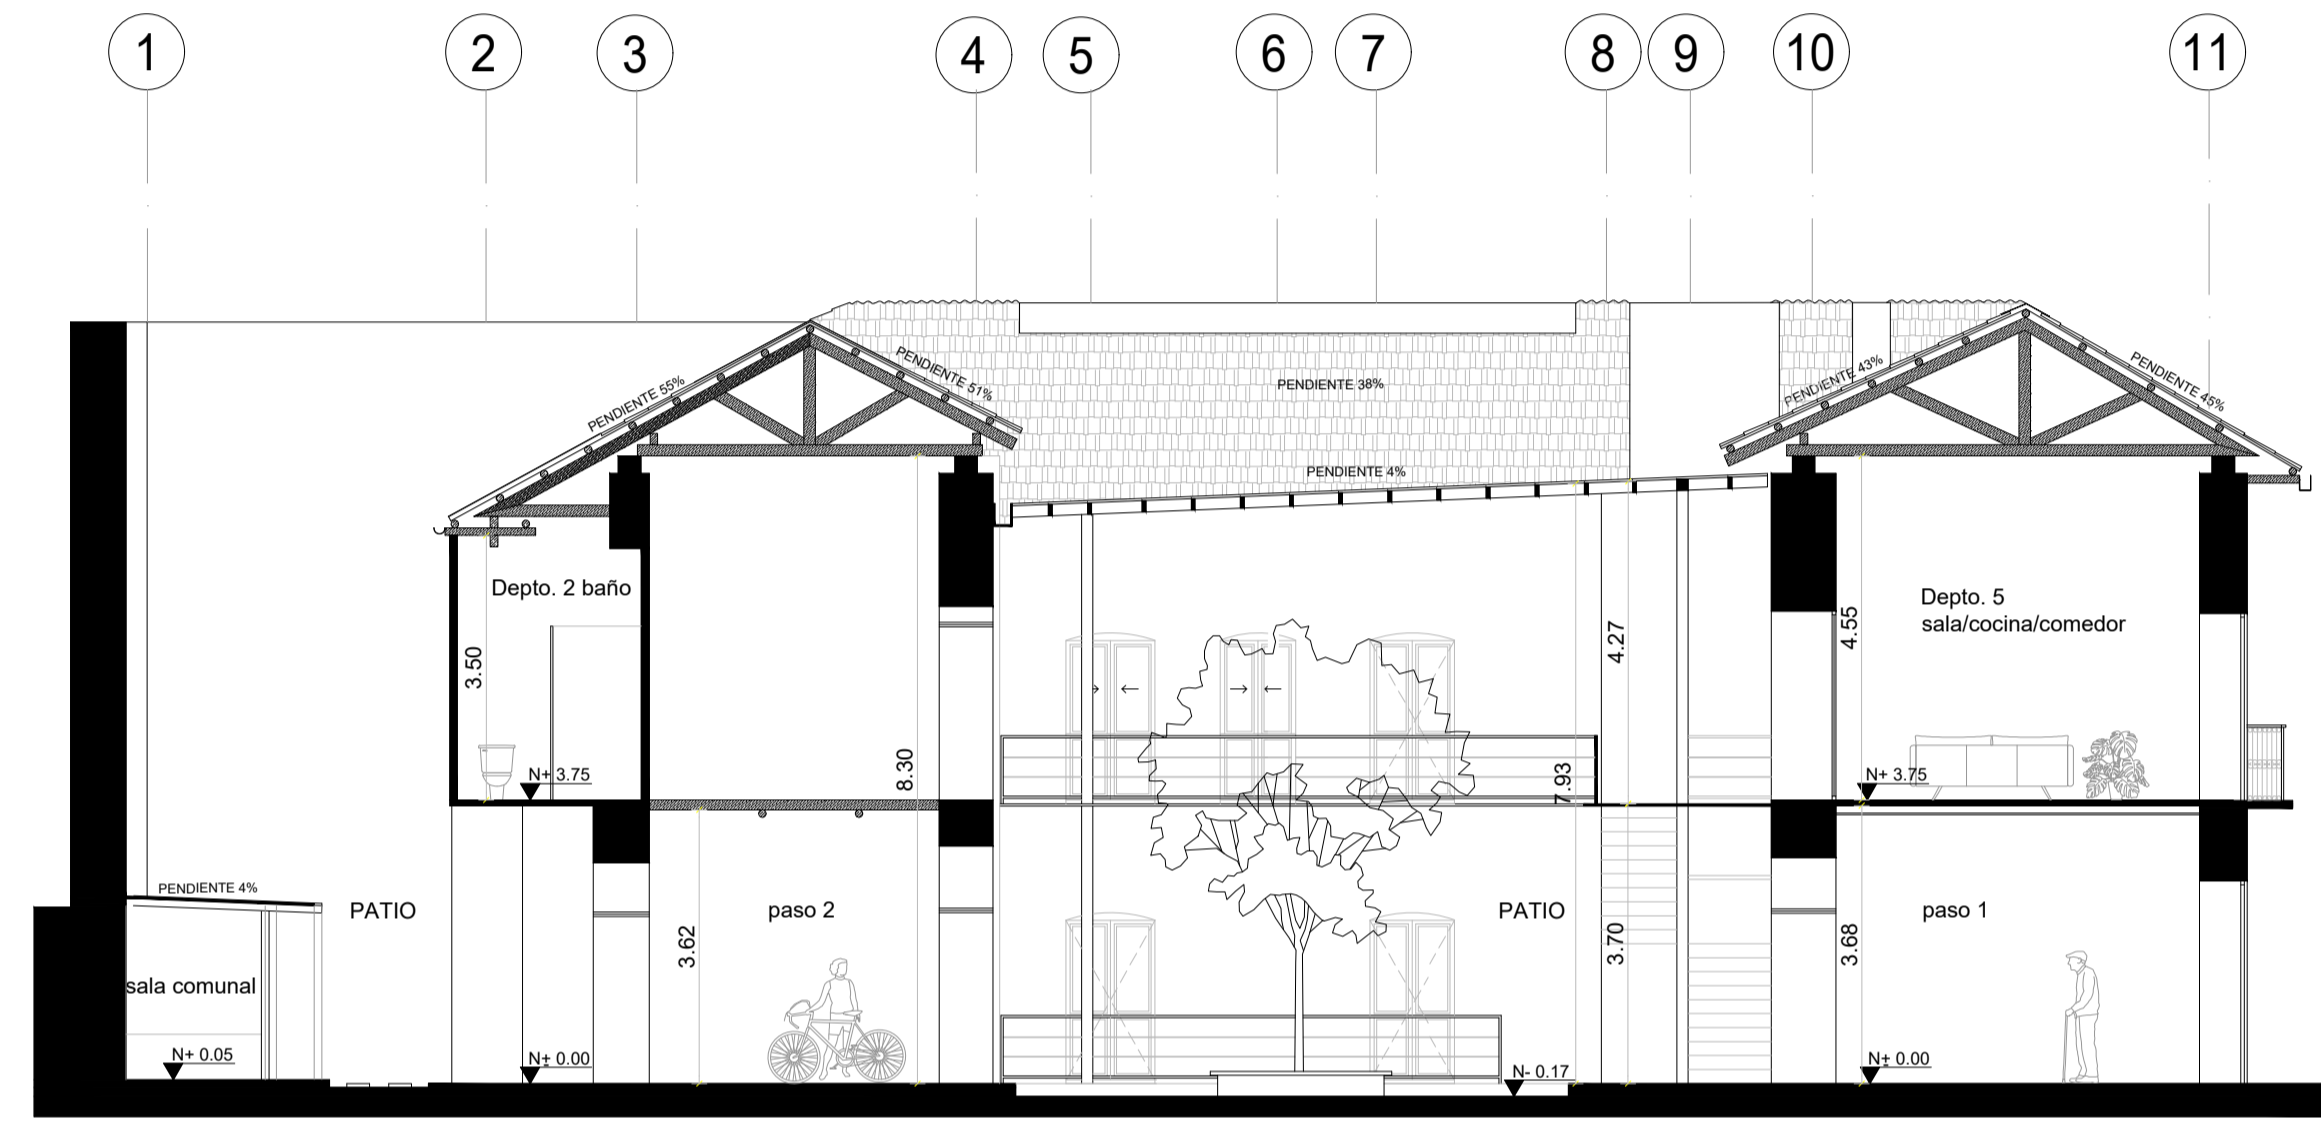 1
2
3
4
5
6
7
8
9
10
11
PENDIENTE 55%
PENDIENTE 51%
PENDIENTE 38%
PENDIENTE 43%
PENDIENTE 45%
PENDIENTE 4%
Depto. 2 baño
3.50
N+ 3.75
8.30
7.93
4.27
4.55
Depto. 5
sala/cocina/comedor
N+ 3.75
PENDIENTE 4%
PATIO
sala comunal
N+ 0.05
N± 0.00
3.62
paso 2
PATIO
N- 0.17
3.70
3.68
paso 1
N± 0.00